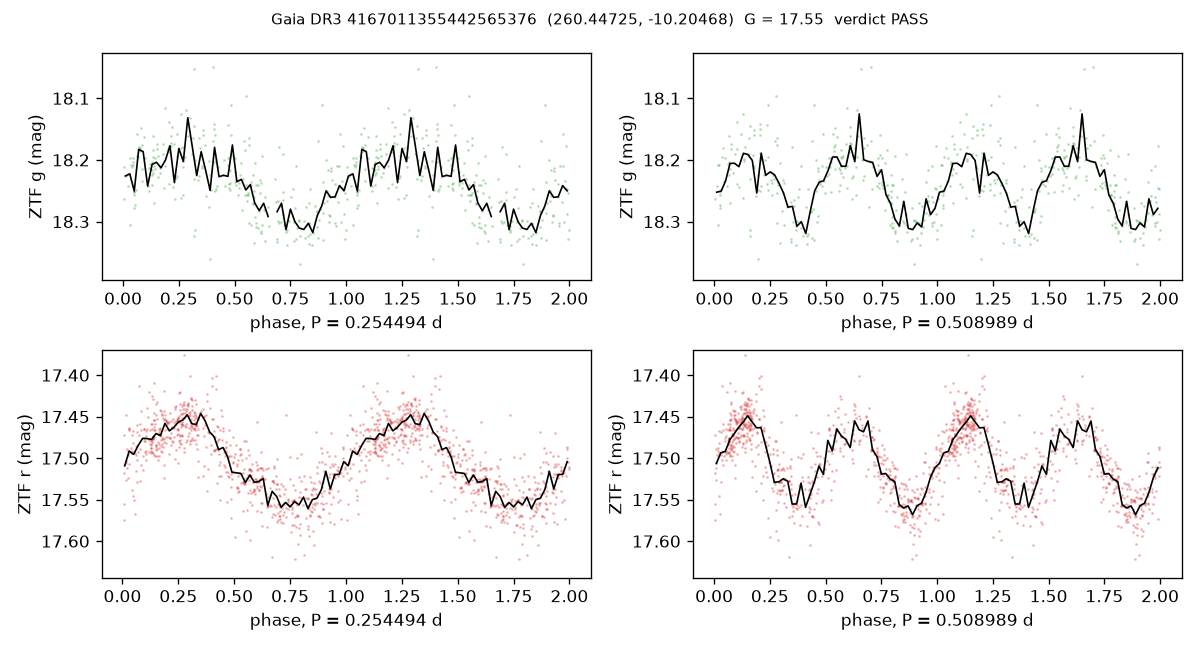 Gaia DR3 4167011355442565376 (260.44725, -10.20468) G = 17.55 verdict PASS
ZTF g (mag)
18.1
18.2
18.3
0.00 0.25 0.50 0.75 1.00 1.25 1.50 1.75 2.00
phase, P = 0.254494 d
ZTF g (mag)
18.1
18.2
18.3
0.00 0.25 0.50 0.75 1.00 1.25 1.50 1.75 2.00
phase, P = 0.508989 d
ZTF r (mag)
17.40
17.45
17.50
17.55
17.60
0.00 0.25 0.50 0.75 1.00 1.25 1.50 1.75 2.00
phase, P = 0.254494 d
ZTF r (mag)
17.40
17.45
17.50
17.55
17.60
0.00 0.25 0.50 0.75 1.00 1.25 1.50 1.75 2.00
phase, P = 0.508989 d